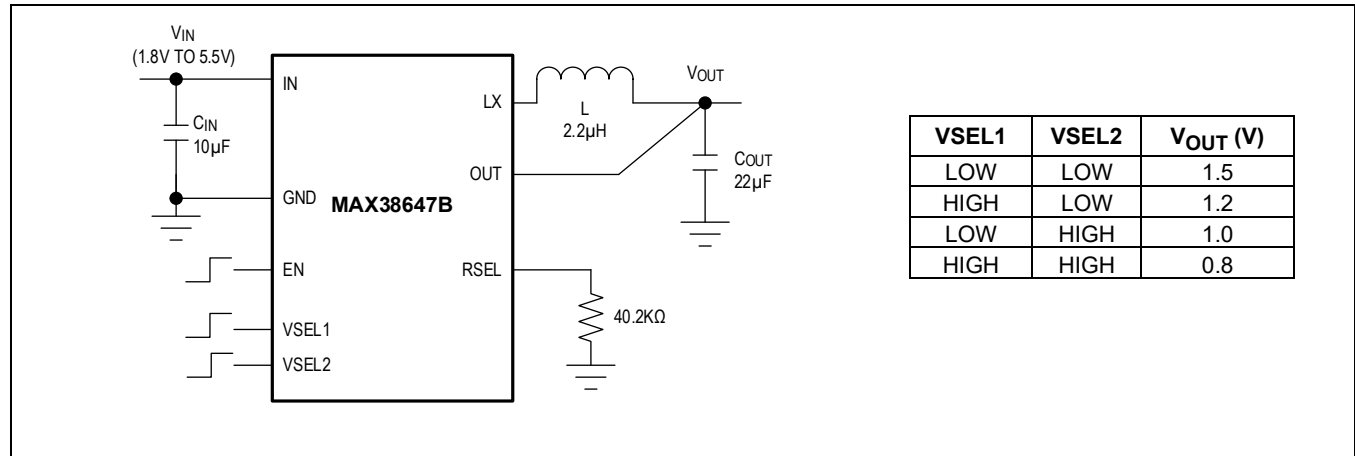 VIN
(1.8V TO 5.5V)
IN
CIN
10µF
GND
MAX38647B
EN
VSEL1
VSEL2
LX
L
2.2µH
VOUT
OUT
COUT
22µF
RSEL
40.2KΩ
VSEL1 VSEL2 VOUT (V)
LOW LOW 1.5
HIGH LOW 1.2
LOW HIGH 1.0
HIGH HIGH 0.8